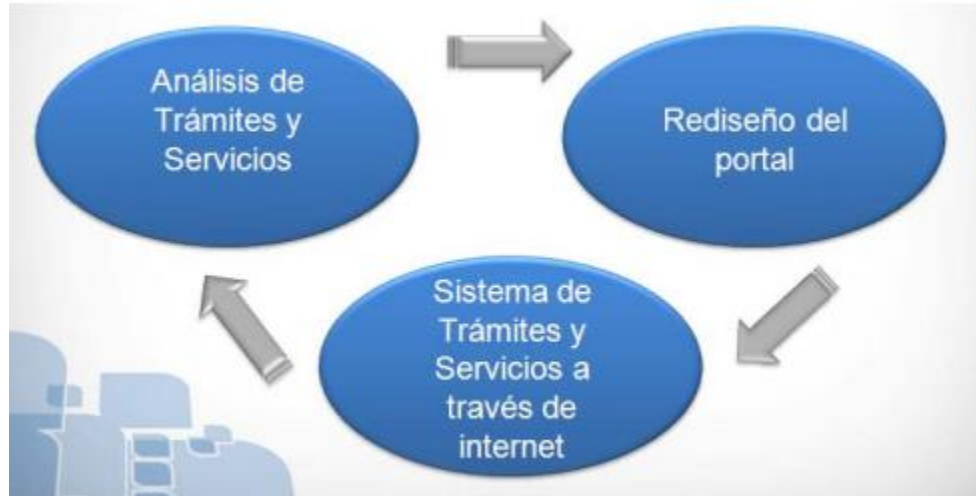 Análisis de
Trámites y
Servicios
Rediseño del
portal
Sistema de
Trámites y
Servicios a
través de
internet